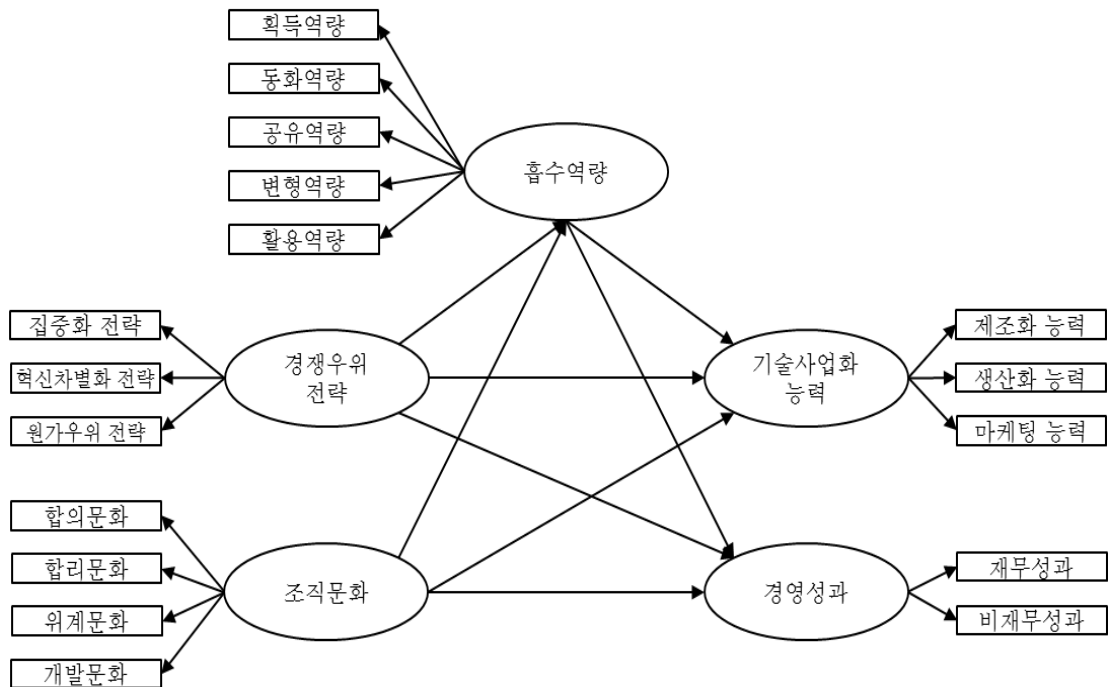 획득역량
동화역량
공유역량
변형역량
활용역량
흡수역량
집중화 전략
혁신차별화 전략
원가우위 전략
경쟁우위
전략
기술사업화
능력
제조화 능력
생산화 능력
마케팅 능력
합의문화
합리문화
위계문화
개발문화
조직문화
경영성과
재무성과
비재무성과